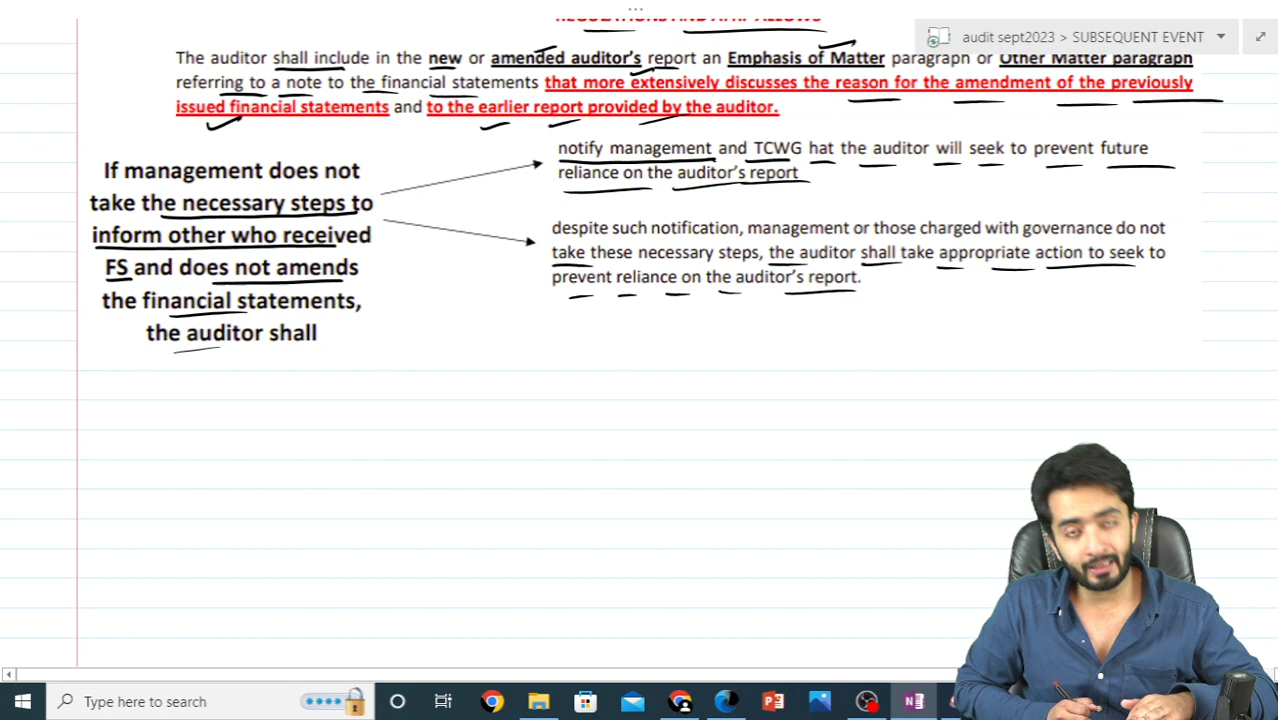 REGULATIONS AND AFRF ALLOWS
audit sept2023 > SUBSEQUENT EVENT
The auditor shall include in the new or amended auditor's report an Emphasis of Matter paragraph or Other Matter paragraph
referring to a note to the financial statements that more extensively discusses the reason for the amendment of the previously
issued financial statements and to the earlier report provided by the auditor.
If management does not
take the necessary steps to
inform other who received
FS and does not amends
the financial statements,
the auditor shall
notify management and TCWG hat the auditor will seek to prevent future
reliance on the auditor's report
despite such notification, management or those charged with governance do not
take these necessary steps, the auditor shall take appropriate action to seek to
prevent reliance on the auditor's report.
Type here to search